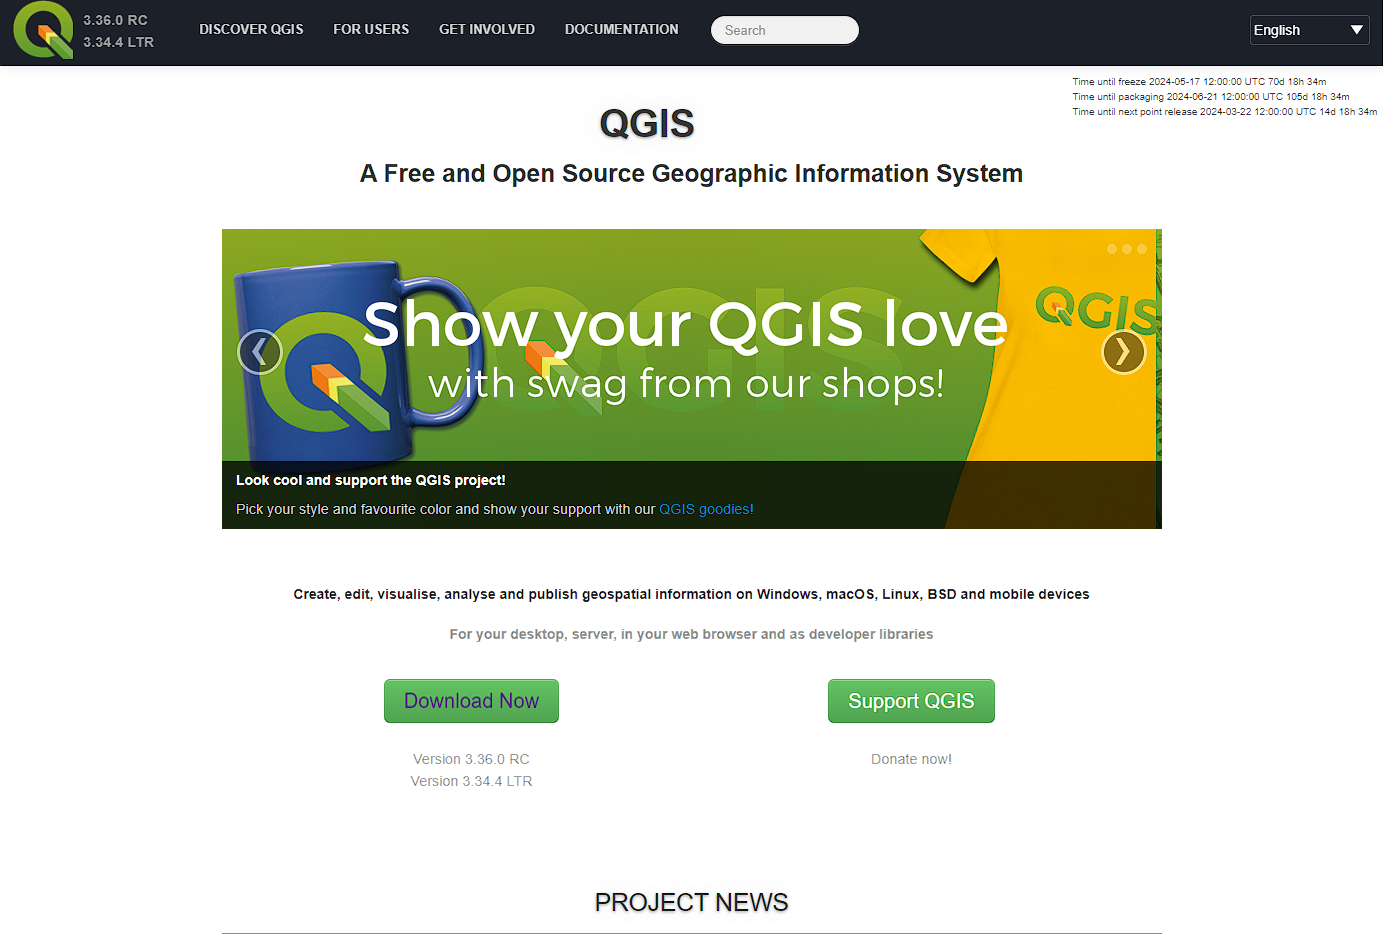 3.36.0 RC
3.34.4 LTR
DISCOVER QGIS
FOR USERS
GET INVOLVED
DOCUMENTATION
Search
English
Time until freeze 2024-05-17 12:00:00 UTC 70d 18h 34m
Time until packaging 2024-06-21 12:00:00 UTC 105d 18h 34m
Time until next point release 2024-03-22 12:00:00 UTC 14d 18h 34m
QGIS
A Free and Open Source Geographic Information System
QGIS
Show your QGIS love
with swag from our shops!
QGIS
Look cool and support the QGIS project!
Pick your style and favourite color and show your support with our QGIS goodies!
Create, edit, visualise, analyse and publish geospatial information on Windows, macOS, Linux, BSD and mobile devices
For your desktop, server, in your web browser and as developer libraries
Download Now
Support QGIS
Version 3.36.0 RC
Version 3.34.4 LTR
Donate now!
PROJECT NEWS